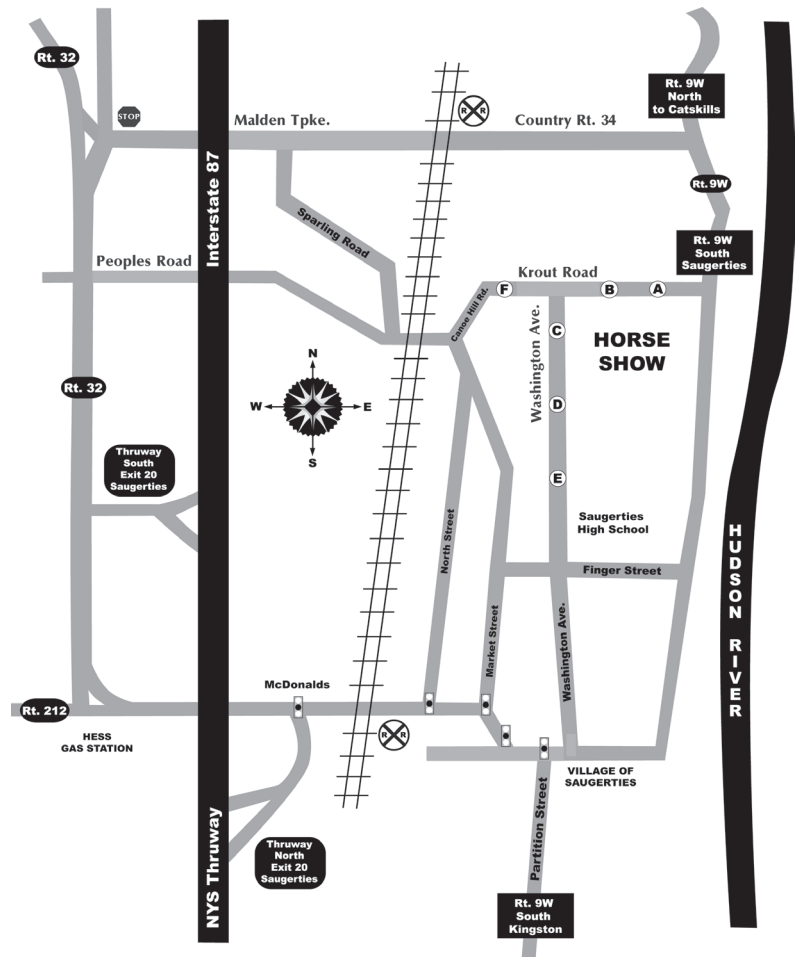 Rt. 32
STOP
Malden Tpke.
R R
Country Rt. 34
Rt. 9W
North
to Catskills
Rt. 9W
Interstate 87
Sparling Road
Peoples Road
Rt. 9W
South
Saugerties
Krout Road
F
B
A
Canoe Hill Rd.
Washington Ave.
C
HORSE
SHOW
N
W
E
S
D
Rt. 32
Thruway
South
Exit 20
Saugerties
E
Saugerties
High School
North Street
Finger Street
HUDSON RIVER
Market Street
Washington Ave.
McDonalds
Rt. 212
HESS
GAS STATION
R R
VILLAGE OF
SAUGERTIES
NYS Thruway
Partition Street
Thruway
North
Exit 20
Saugerties
Rt. 9W
South
Kingston